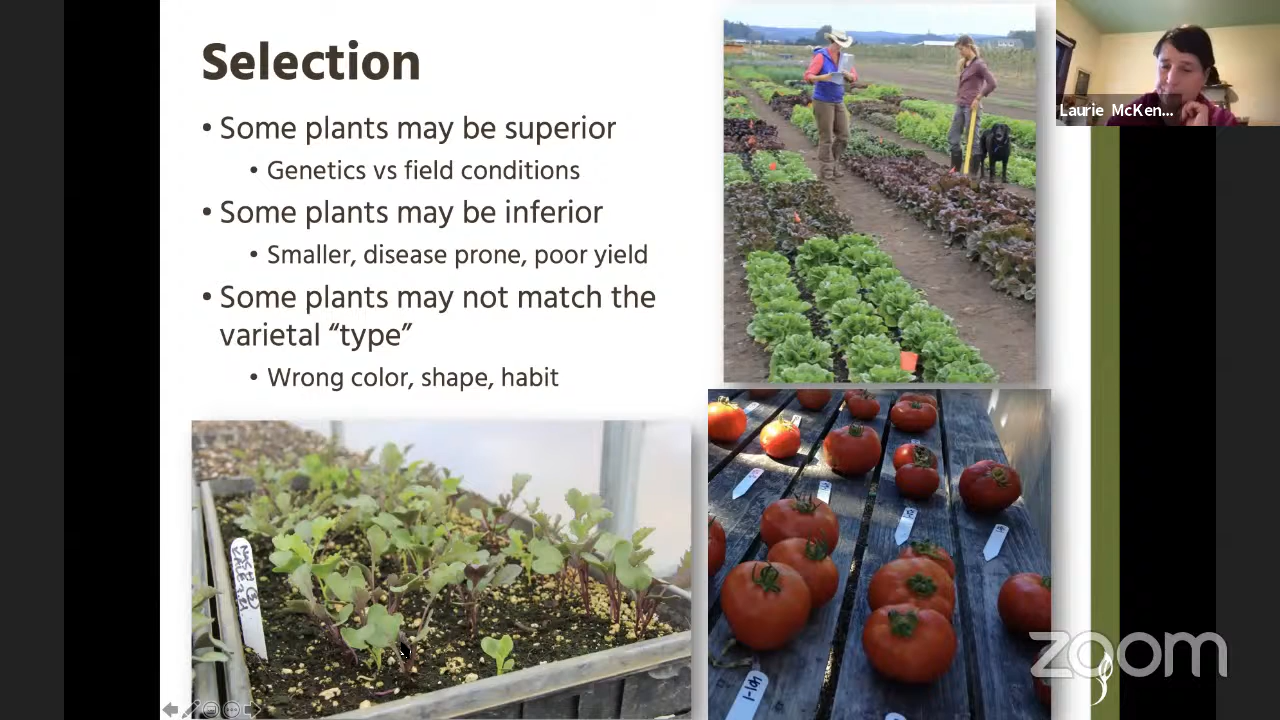 Selection
• Some plants may be superior
• Genetics vs field conditions
• Some plants may be inferior
• Smaller, disease prone, poor yield
• Some plants may not match the
varietal “type”
• Wrong color, shape, habit
Laurie McKen...
zoom